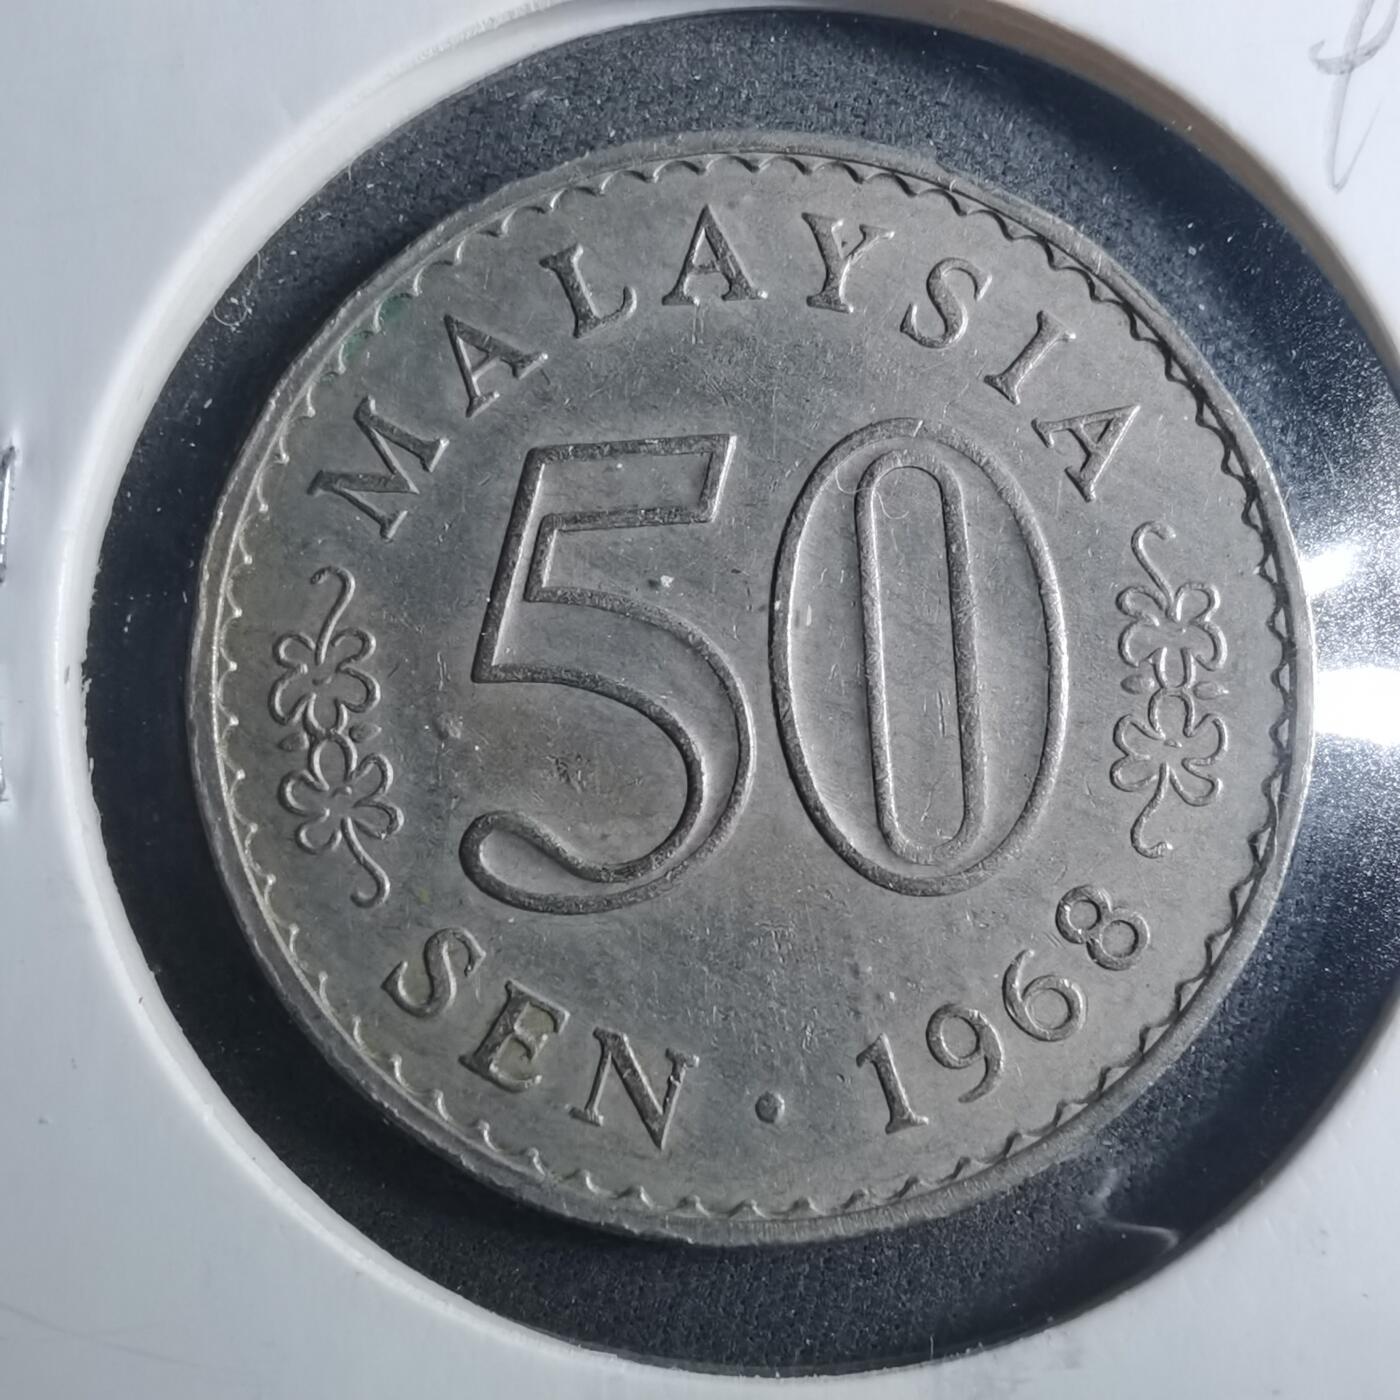 MALAYSIA
50
SEN · 1968